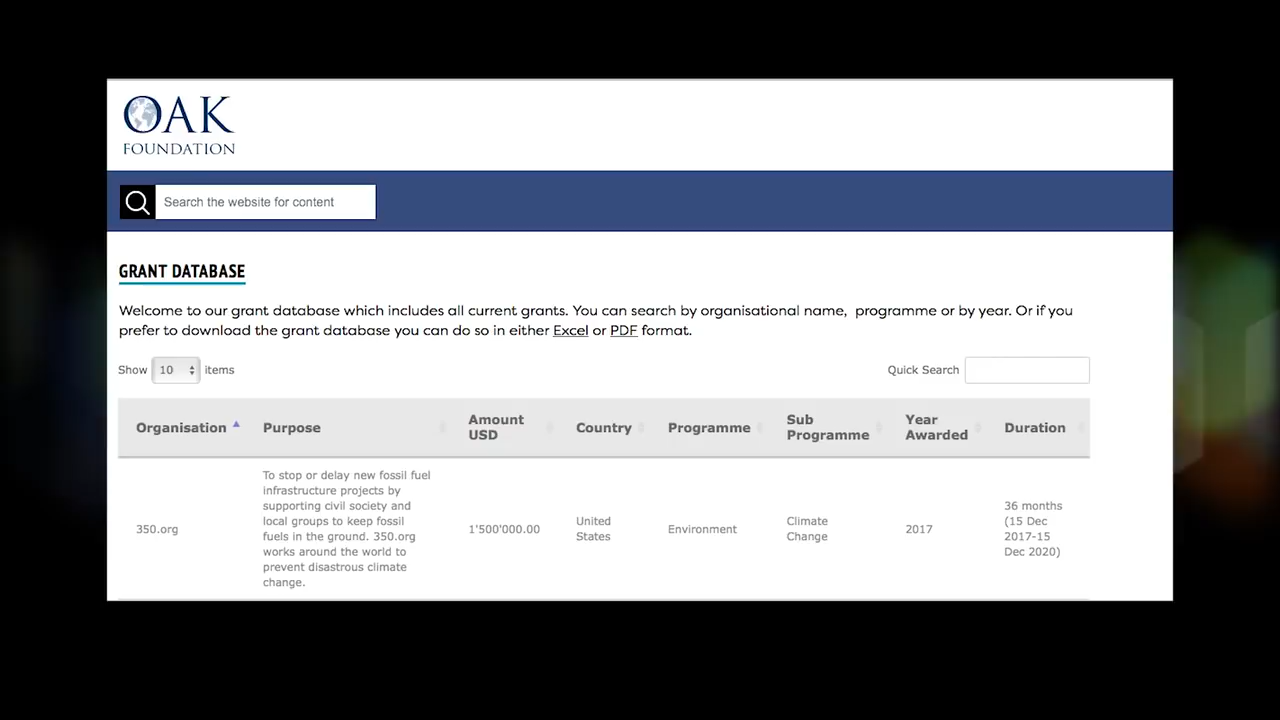 OAK
FOUNDATION
Search the website for content
GRANT DATABASE
Welcome to our grant database which includes all current grants. You can search by organisational name, programme or by year. Or if you
prefer to download the grant database you can do so in either Excel or PDF format.
Show 10 items
Quick Search
Organisation
Purpose
Amount
USD
Country
Programme
Sub
Programme
Year
Awarded
Duration
350.org
To stop or delay new fossil fuel
infrastructure projects by
supporting civil society and
local groups to keep fossil
fuels in the ground. 350.org
works around the world to
prevent disastrous climate
change.
1'500'000.00
United
States
Environment
Climate
Change
2017
36 months
(15 Dec
2017-15
Dec 2020)